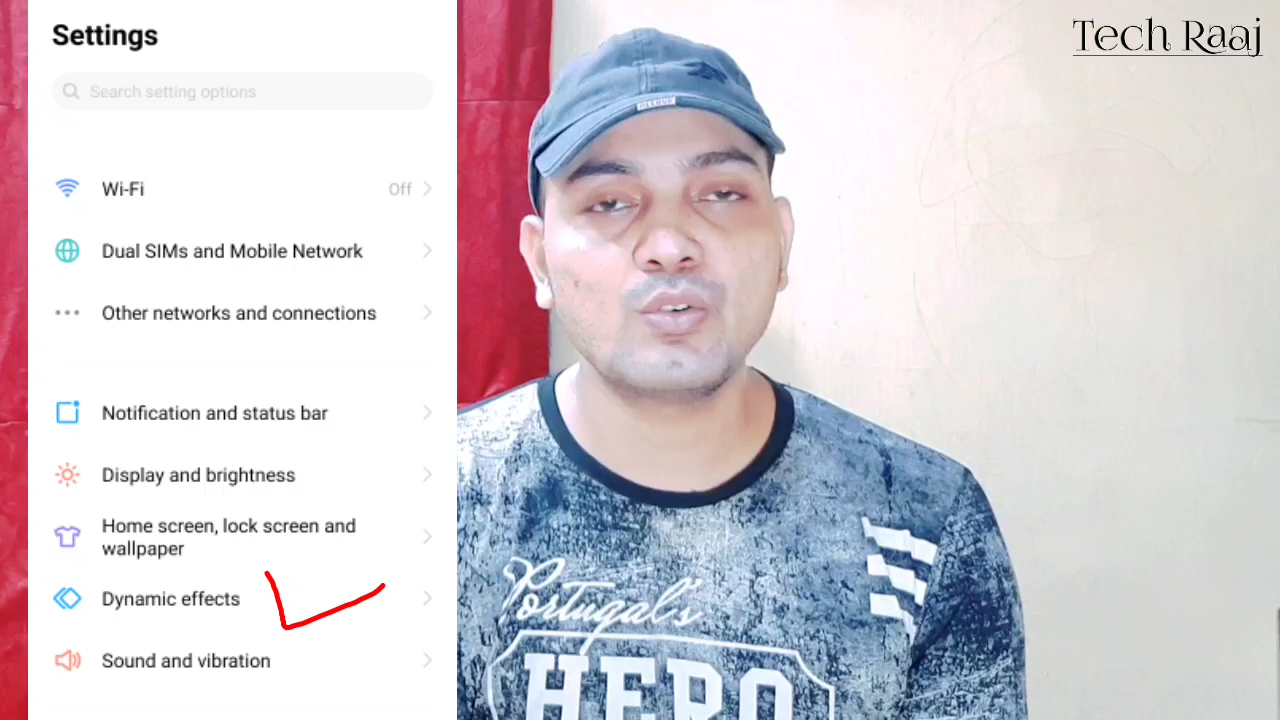 Settings
Tech Raaj
Search setting options
Wi-Fi Off
Dual SIMs and Mobile Network
Other networks and connections
Notification and status bar
Display and brightness
Home screen, lock screen and
wallpaper
Dynamic effects
Sound and vibration
Portugal's
HERO